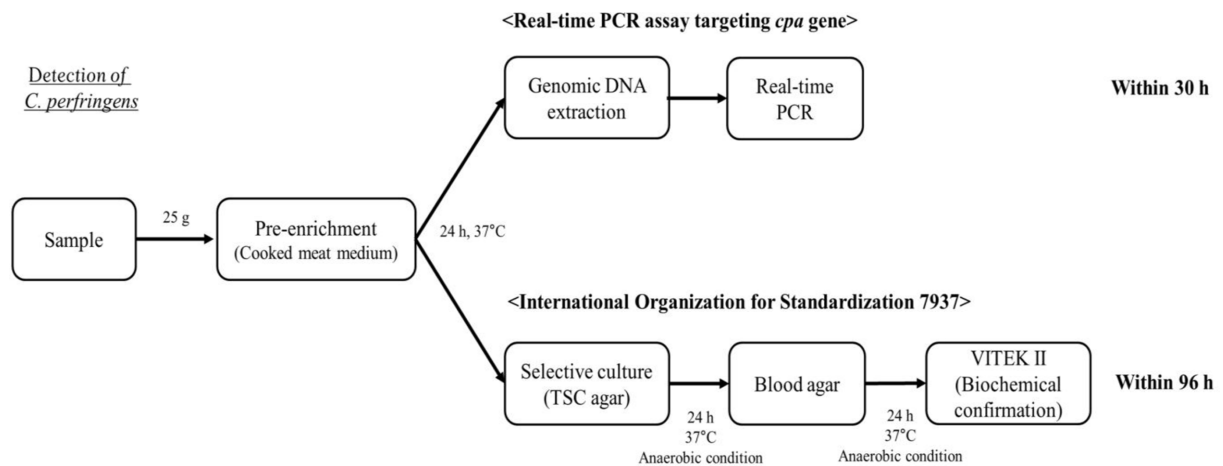 <Real-time PCR assay targeting cpa gene>
Detection of
C. perfringens
Genomic DNA
extraction
Real-time
PCR
Within 30 h
Sample
25 g
Pre-enrichment
(Cooked meat medium)
24 h, 37°C
<International Organization for Standardization 7937>
Selective culture
(TSC agar)
24 h
37°C
Anaerobic condition
Blood agar
24 h
37°C
Anaerobic condition
VITEK II
(Biochemical
confirmation)
Within 96 h